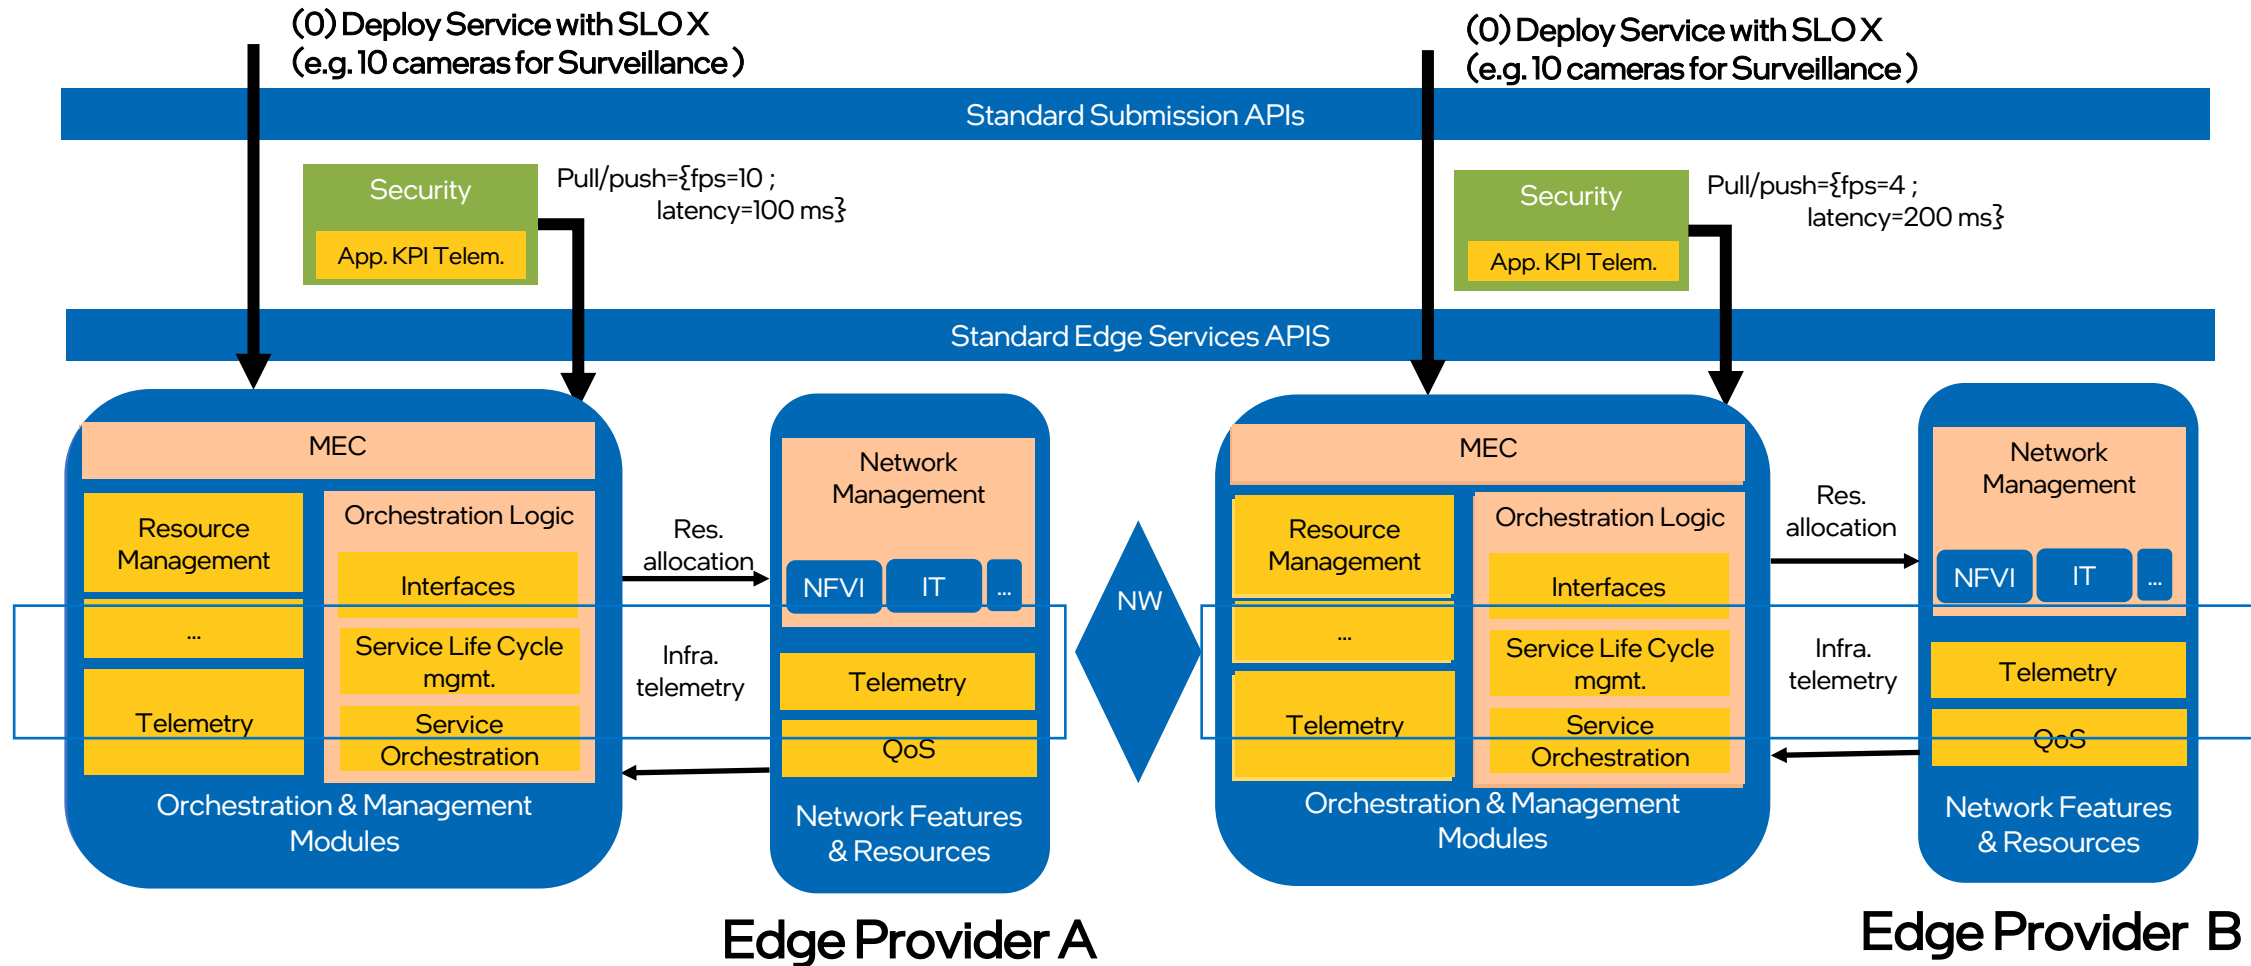 (0) Deploy Service with SLO X
(e.g. 10 cameras for Surveillance )
(0) Deploy Service with SLO X
(e.g. 10 cameras for Surveillance )
Standard Submission APIs
Security
App. KPI Telem.
Pull/push={fps=10 ;
latency=100 ms}
Security
App. KPI Telem.
Pull/push={fps=4 ;
latency=200 ms}
Standard Edge Services APIS
MEC
Resource
Management
...
Telemetry
Orchestration Logic
Interfaces
Service Life Cycle
mgmt.
Service
Orchestration
Orchestration & Management
Modules
Res.
allocation
Infra.
telemetry
Network
Management
NFVI
IT
...
Telemetry
QoS
Network Features
& Resources
NW
MEC
Resource
Management
...
Telemetry
Orchestration Logic
Interfaces
Service Life Cycle
mgmt.
Service
Orchestration
Orchestration & Management
Modules
Res.
allocation
Infra.
telemetry
Network
Management
NFVI
IT
...
Telemetry
QoS
Network Features
& Resources
Edge Provider A
Edge Provider B